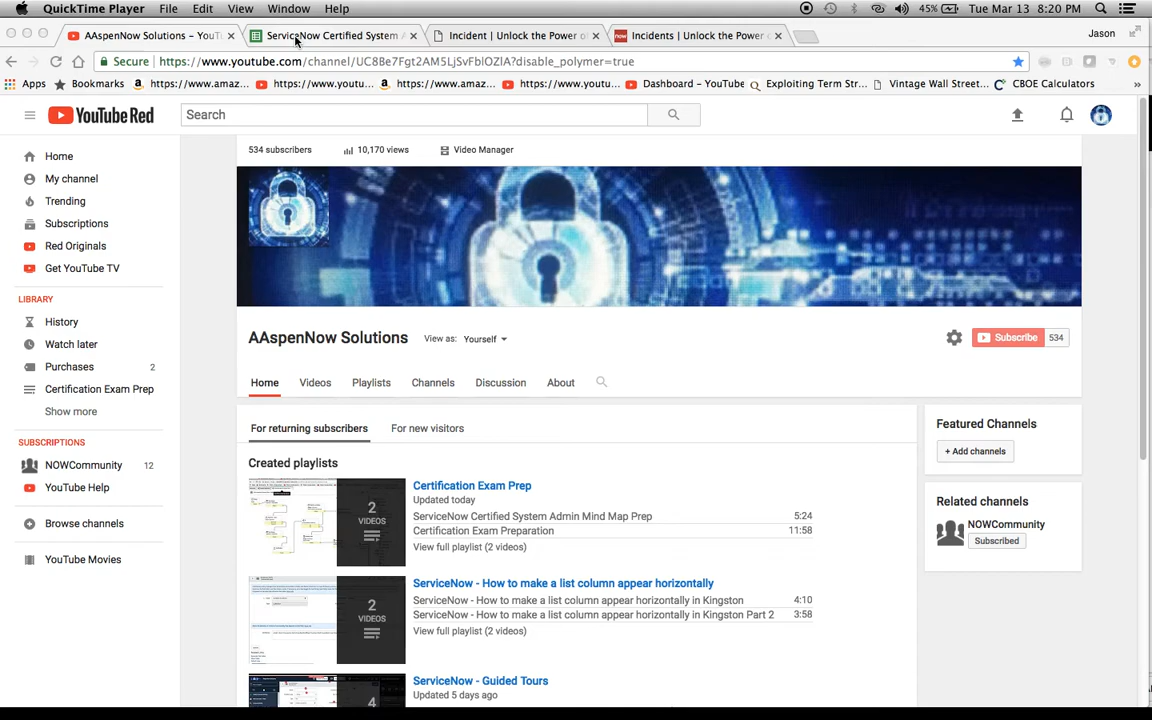 QuickTime Player File Edit View Window Help 45% Tue Mar 13 8:20 PM
AAspenNow Solutions - YouTu ServiceNow Certified System A Incident | Unlock the Power of Incidents | Unlock the Power o Jason
Secure https://www.youtube.com/channel/UC8Be7Fgt2AM5LjSvFblOZlA?disable_polymer=true
Apps Bookmarks https://www.amaz... https://www.youtu... https://www.amaz... https://www.youtu... Dashboard - YouTube Exploiting Term Str... Vintage Wall Street... CBOE Calculators »
YouTube Red Search
534 subscribers 10,170 views Video Manager
Home
My channel
Trending
Subscriptions
Red Originals
Get YouTube TV
LIBRARY
History
Watch later
Purchases 2
Certification Exam Prep
Show more
SUBSCRIPTIONS
NOWCommunity 12
YouTube Help
Browse channels
YouTube Movies
AAspenNow Solutions View as: Yourself Subscribe 534
Home Videos Playlists Channels Discussion About
For returning subscribers For new visitors
Created playlists
2
VIDEOS
Certification Exam Prep
Updated today
ServiceNow Certified System Admin Mind Map Prep 5:24
Certification Exam Preparation 11:58
View full playlist (2 videos)
2
VIDEOS
ServiceNow - How to make a list column appear horizontally
ServiceNow - How to make a list column appear horizontally in Kingston 4:10
ServiceNow - How to make a list column appear horizontally in Kingston Part 2 3:58
View full playlist (2 videos)
4
ServiceNow - Guided Tours
Updated 5 days ago
Featured Channels
+ Add channels
Related channels
NOWCommunity
Subscribed